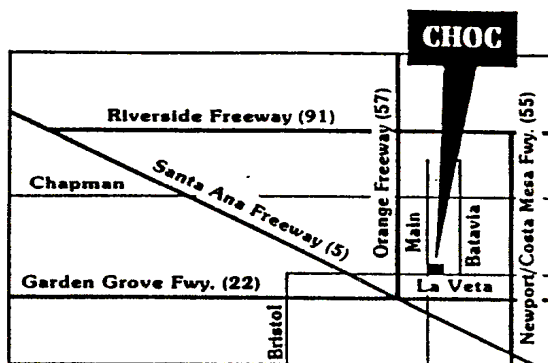 CHOC
Riverside Freeway (91)
Orange Freeway (57)
Newport/Costa Mesa Fwy. (55)
Chapman
Santa Ana Freeway (5)
Main
Batavia
Garden Grove Fwy. (22)
La Veta
Bristol